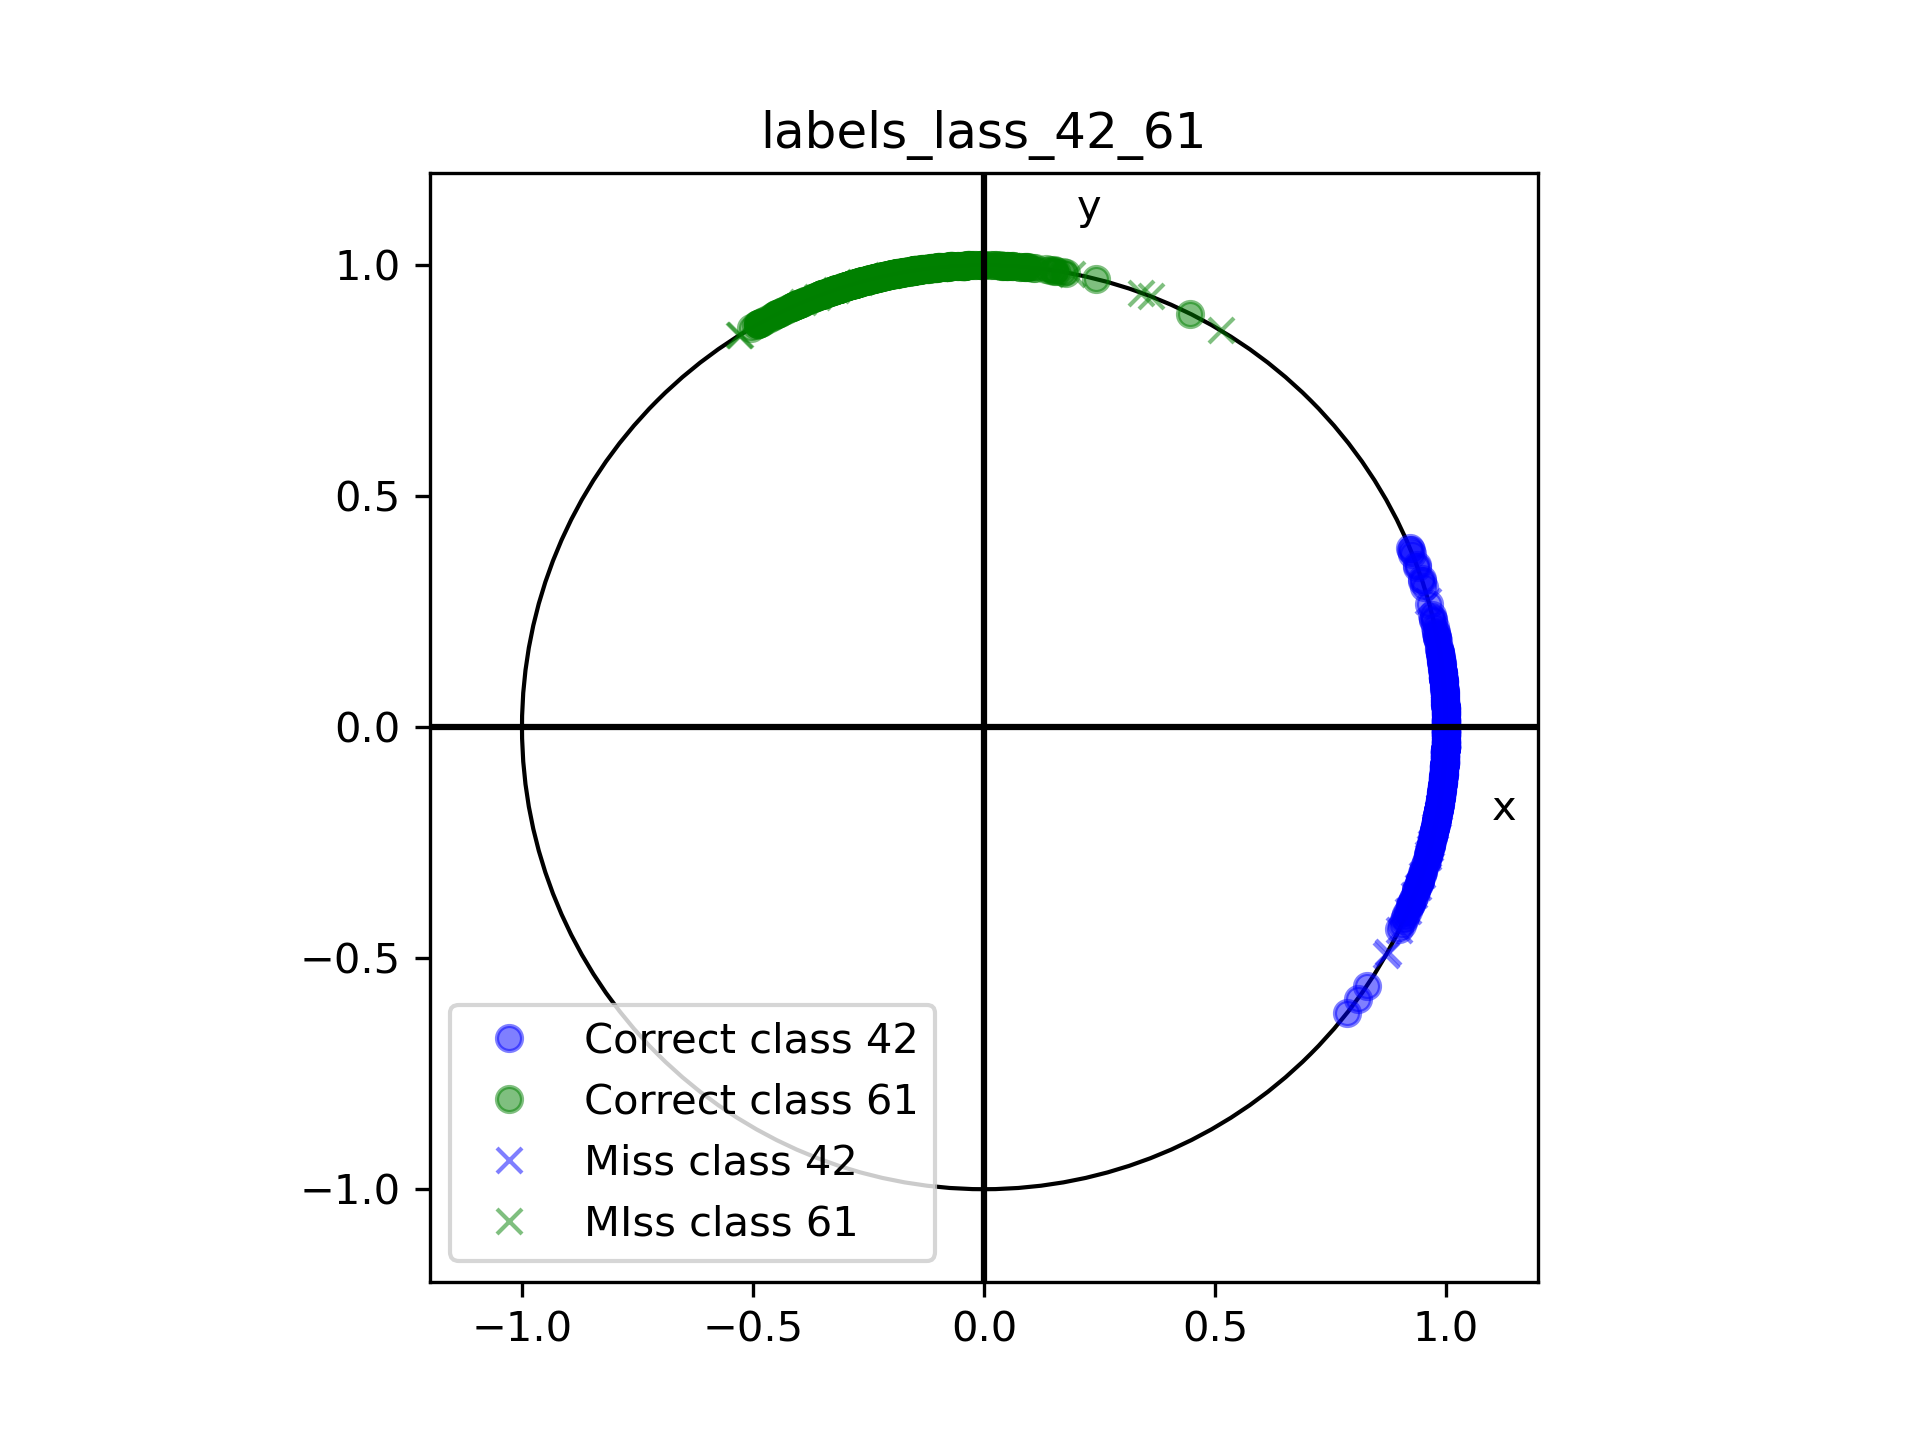 labels_lass_42_61
y
1.0
0.5
0.0
x
−0.5
−1.0
Correct class 42
Correct class 61
Miss class 42
MIss class 61
−1.0 −0.5 0.0 0.5 1.0